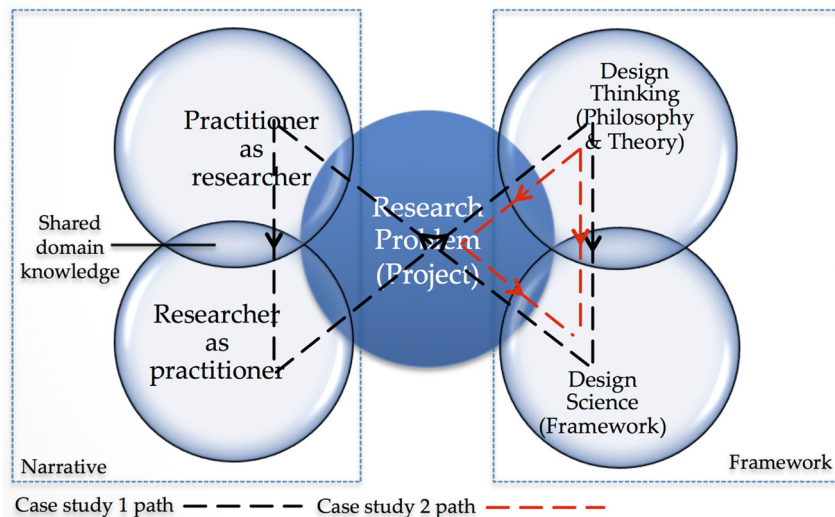 Practitioner
as
researcher
Shared
domain
knowledge
Researcher
as
practitioner
Narrative
Research
Problem
(Project)
Design
Thinking
(Philosophy
& Theory)
Design
Science
(Framework)
Framework
Case study 1 path
Case study 2 path